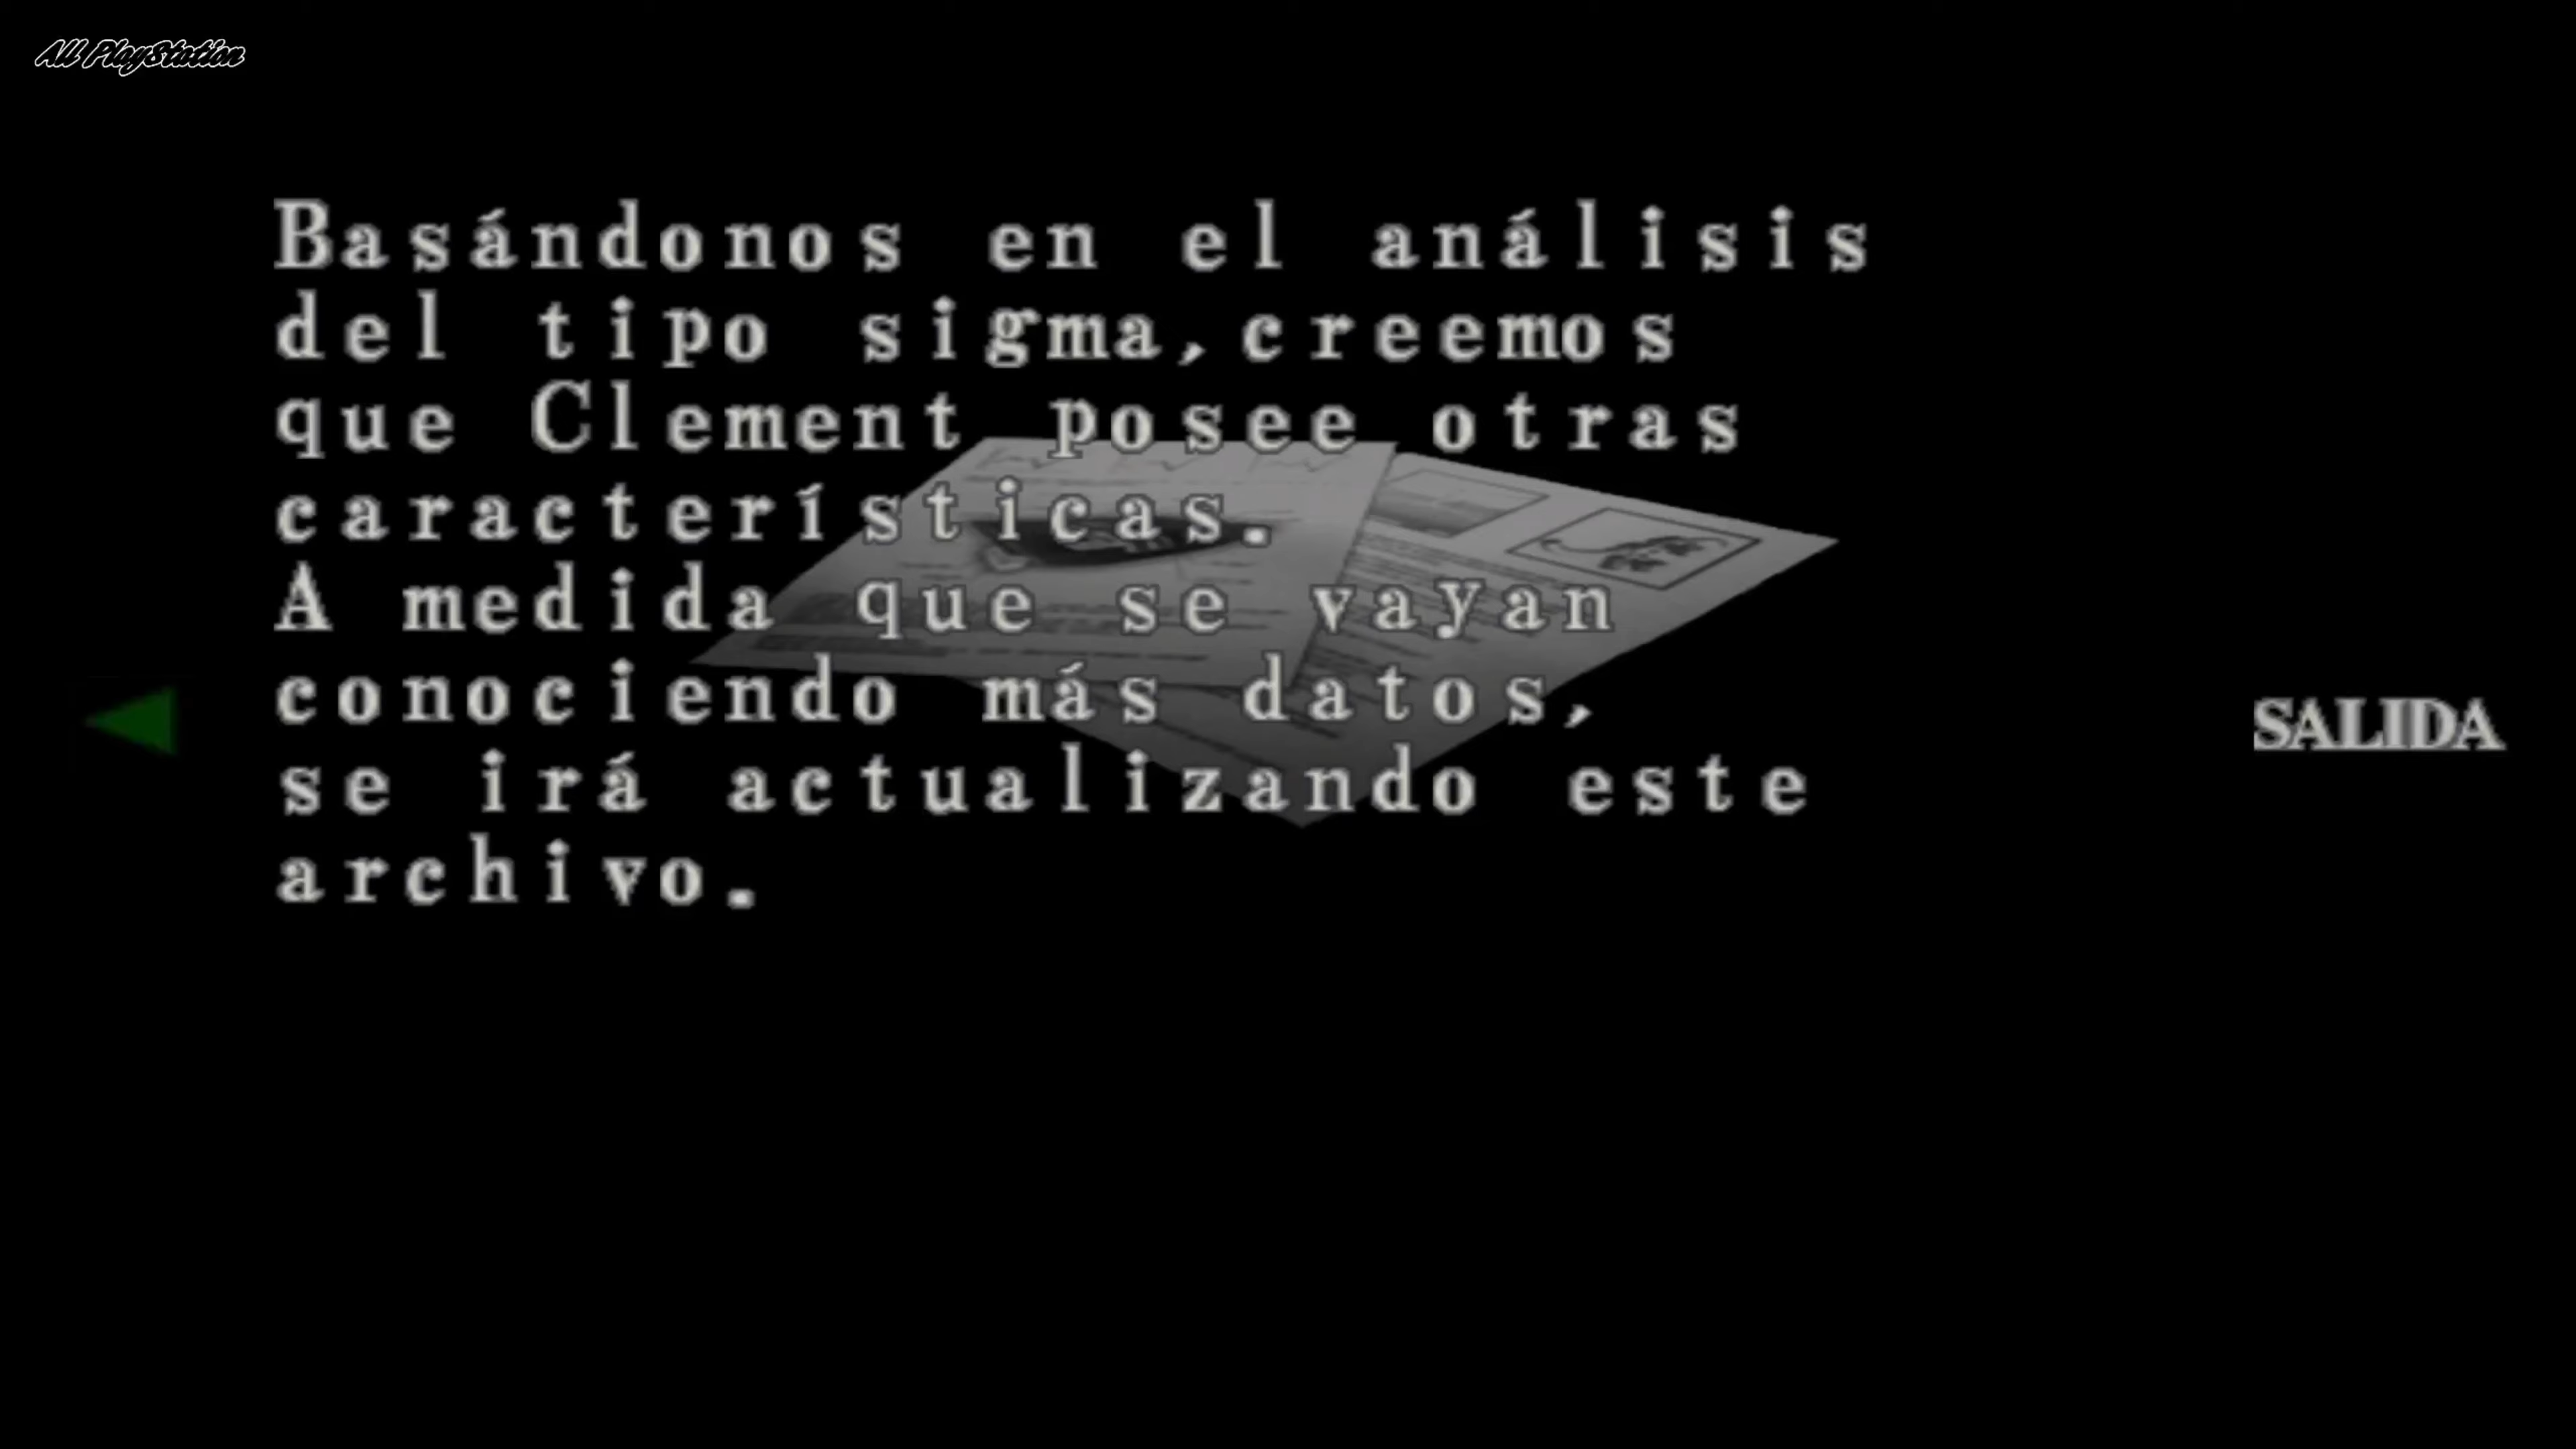 All PlayStation
Basándonos en el análisis
del tipo sigma,creemos
que Clement posee otras
características.
A medida que se vayan
conociendo más datos,
se irá actualizando este
archivo.
SALIDA